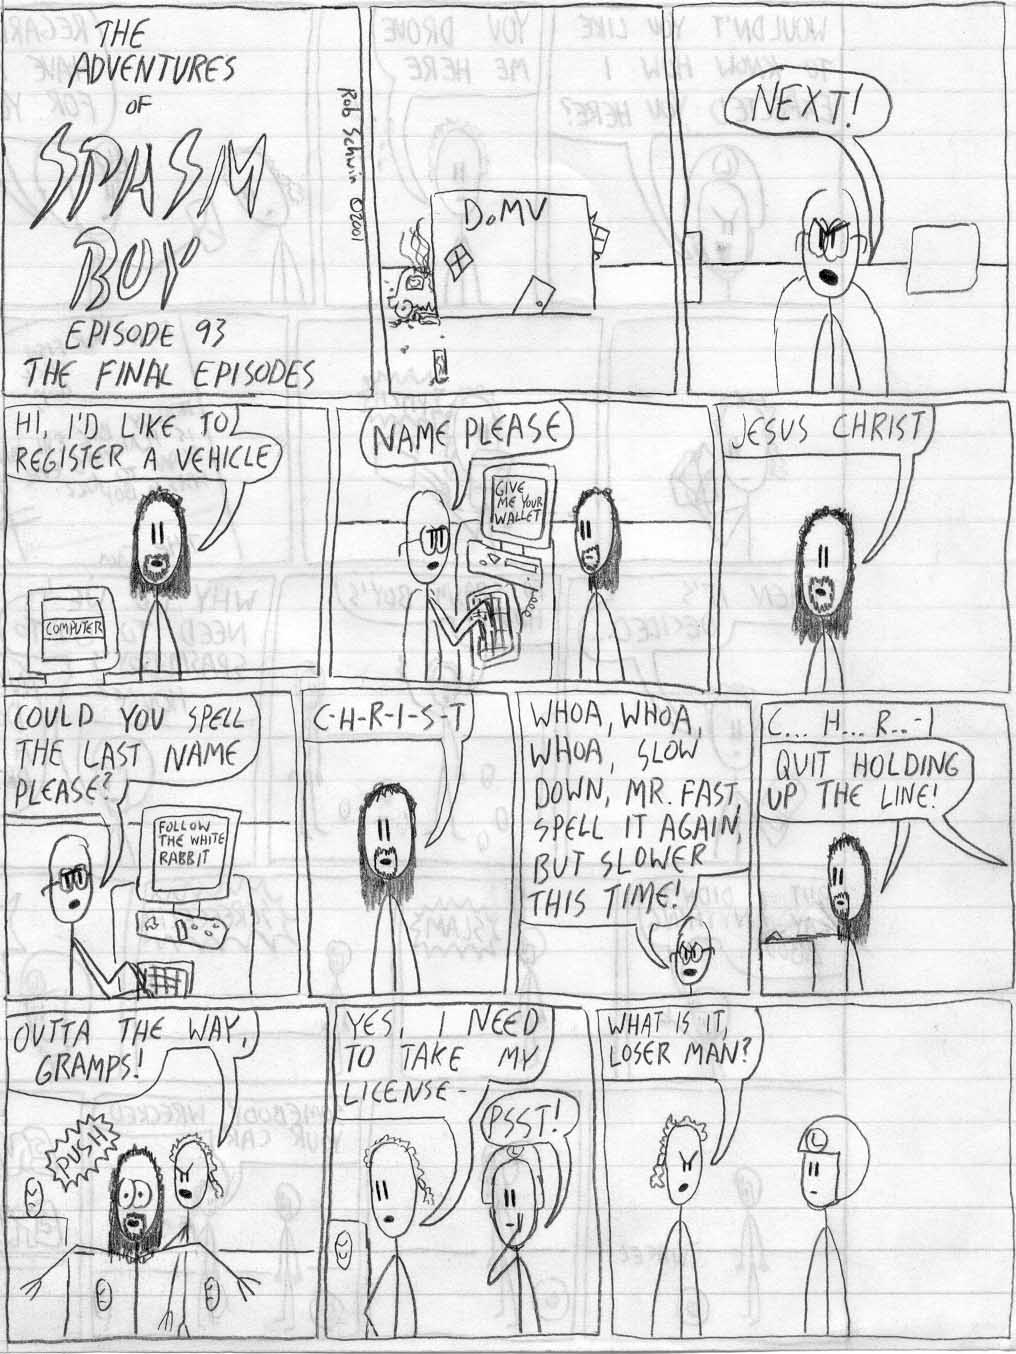 THE
ADVENTURES
OF
SPASM
BOY
EPISODE 93
THE FINAL EPISODES
Rob Schwin ©2001
DoMV
NEXT!
HI, I'D LIKE TO
REGISTER A VEHICLE
COMPUTER
NAME PLEASE
GIVE
ME YOUR
WALLET
JESUS CHRIST
COULD YOU SPELL
THE LAST NAME
PLEASE?
FOLLOW
THE WHITE
RABBIT
C-H-R-I-S-T
WHOA, WHOA,
WHOA, SLOW
DOWN, MR. FAST,
SPELL IT AGAIN,
BUT SLOWER
THIS TIME!
C... H... R...-I
QUIT HOLDING
UP THE LINE!
OUTTA THE WAY,
GRAMPS!
PUSH!
YES, I NEED
TO TAKE MY
LICENSE-
PSST!
L
WHAT IS IT,
LOSER MAN?
L